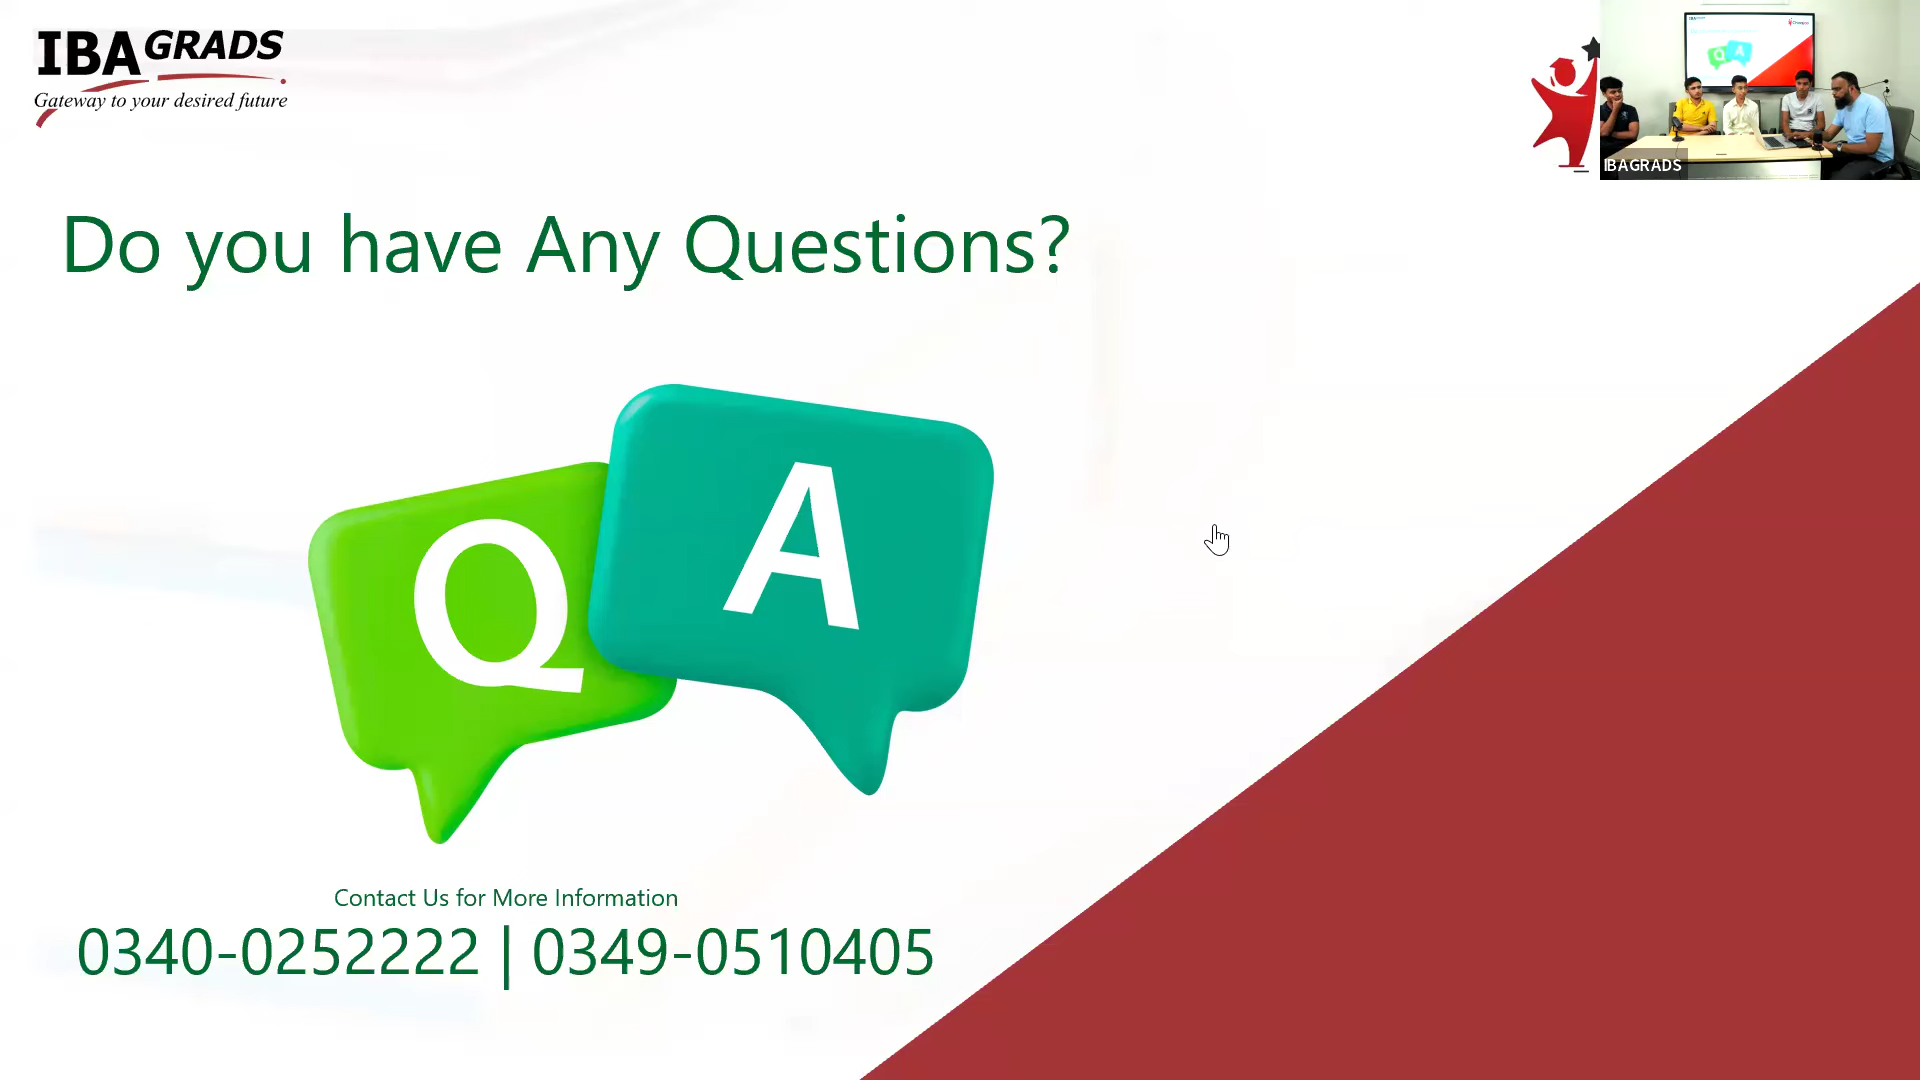 IBA GRADS
Gateway to your desired future
IBAGRADS
Do you have Any Questions?
Q A
Contact Us for More Information
0340-0252222 | 0349-0510405